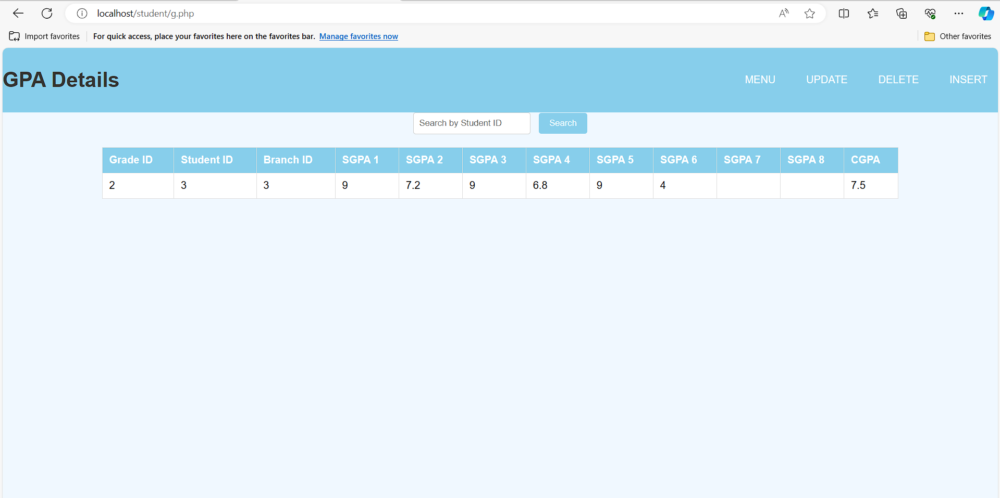 localhost/student/g.php
Import favorites For quick access, place your favorites here on the favorites bar. Manage favorites now Other favorites
GPA Details MENU UPDATE DELETE INSERT
Search by Student ID Search
Grade ID Student ID Branch ID SGPA 1 SGPA 2 SGPA 3 SGPA 4 SGPA 5 SGPA 6 SGPA 7 SGPA 8 CGPA
2 3 3 9 7.2 9 6.8 9 4 7.5